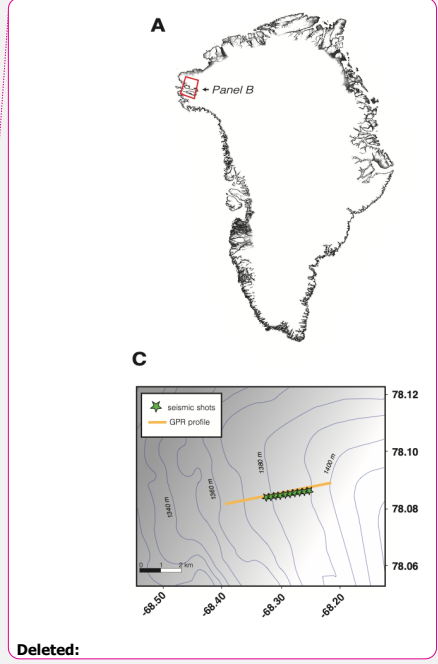 A
Panel B
C
seismic shots
GPR profile
1340 m
1360 m
1380 m
1400 m
0 1 2 km
78.12
78.10
78.08
78.06
-68.50
-68.40
-68.30
-68.20
Deleted: